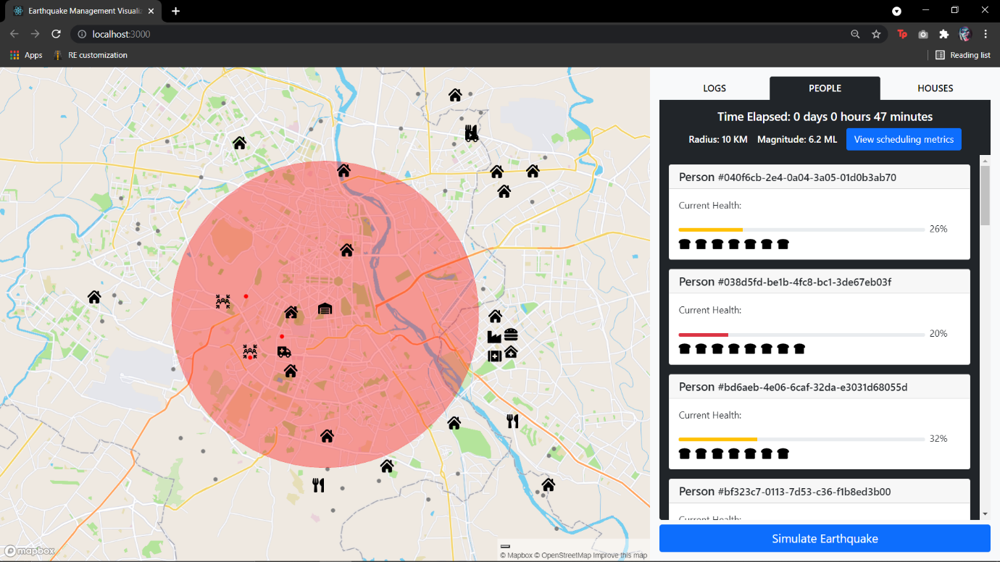 Earthquake Management Visuali
localhost:3000
Apps
RE customization
Reading list
LOGS
PEOPLE
HOUSES
Time Elapsed: 0 days 0 hours 47 minutes
Radius: 10 KM
Magnitude: 6.2 ML
View scheduling metrics
Person #040f6cb-2e4-0a04-3a05-01d0b3ab70
Current Health:
26%
Person #038d5fd-be1b-4fc8-bc1-3de67eb03f
Current Health:
20%
Person #bd6aeb-4e06-6caf-32da-e3031d68055d
Current Health:
32%
Person #bf323c7-0113-7d53-c36-f1b8ed3b00
Current Health:
Simulate Earthquake
mapbox
© Mapbox © OpenStreetMap Improve this map